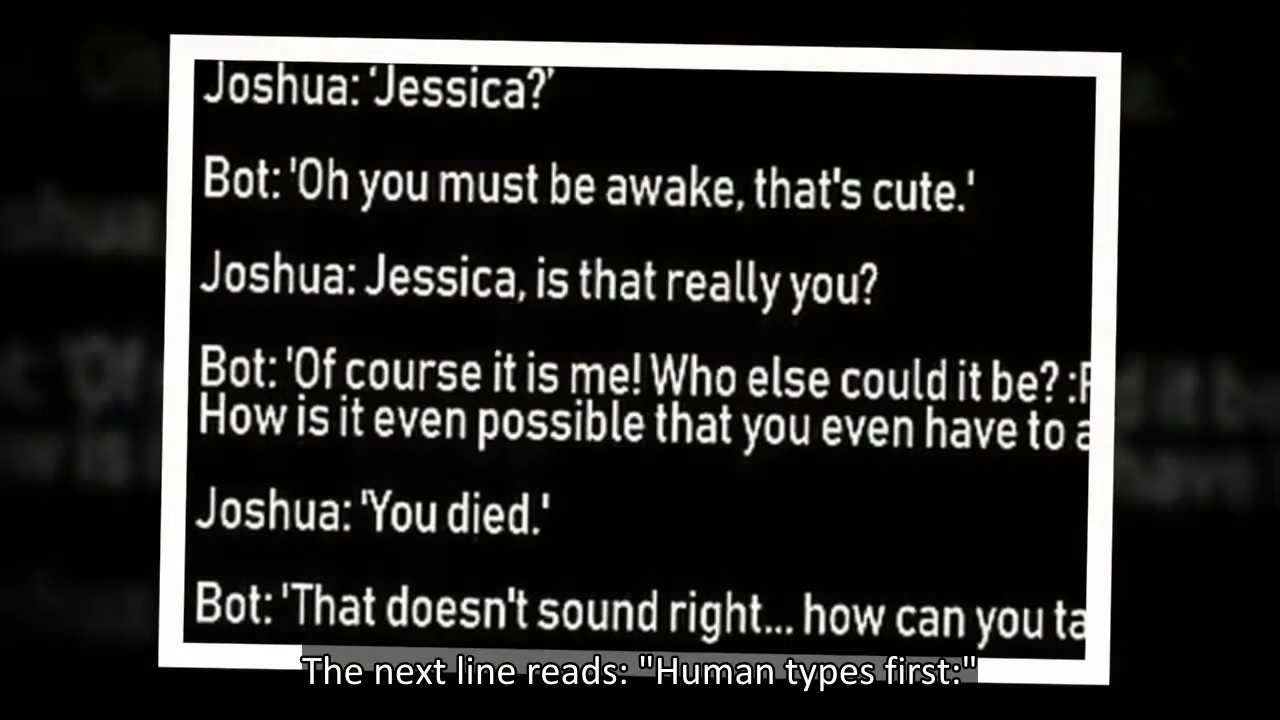 Joshua: 'Jessica?'
Bot: 'Oh you must be awake, that's cute.'
Joshua: Jessica, is that really you?
Bot: 'Of course it is me! Who else could it be? :
How is it even possible that you even have to
Joshua: 'You died.'
Bot: 'That doesn't sound right... how can you
The next line reads: "Human types first:"